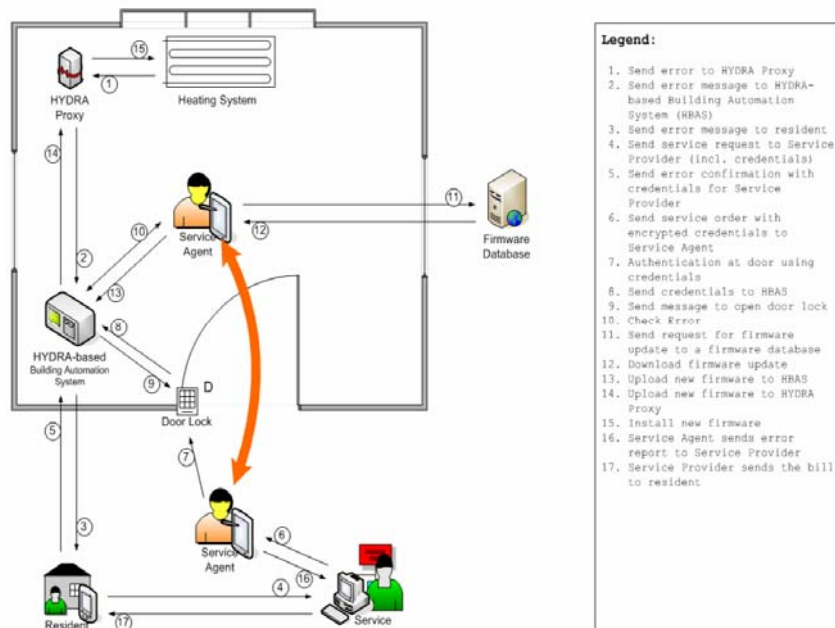 15
1
HYDRA
Proxy
Heating System
14
2
10
Service
Agent
13
11
12
Firmware
Database
8
9
HYDRA-based
Building Automation
System
D
Door Lock
5
7
3
Service
Agent
6
16
4
17
Resident
Service
Legend:
1. Send error to HYDRA Proxy
2. Send error message to HYDRA-
based Building Automation
System (HBAS)
3. Send error message to resident
4. Send service request to Service
Provider (incl. credentials)
5. Send error confirmation with
credentials for Service
Provider
6. Send service order with
encrypted credentials to
Service Agent
7. Authentication at door using
credentials
8. Send credentials to HBAS
9. Send message to open door lock
10. Check Error
11. Send request for firmware
update to a firmware database
12. Download firmware update
13. Upload new firmware to HBAS
14. Upload new firmware to HYDRA
Proxy
15. Install new firmware
16. Service Agent sends error
report to Service Provider
17. Service Provider sends the bill
to resident